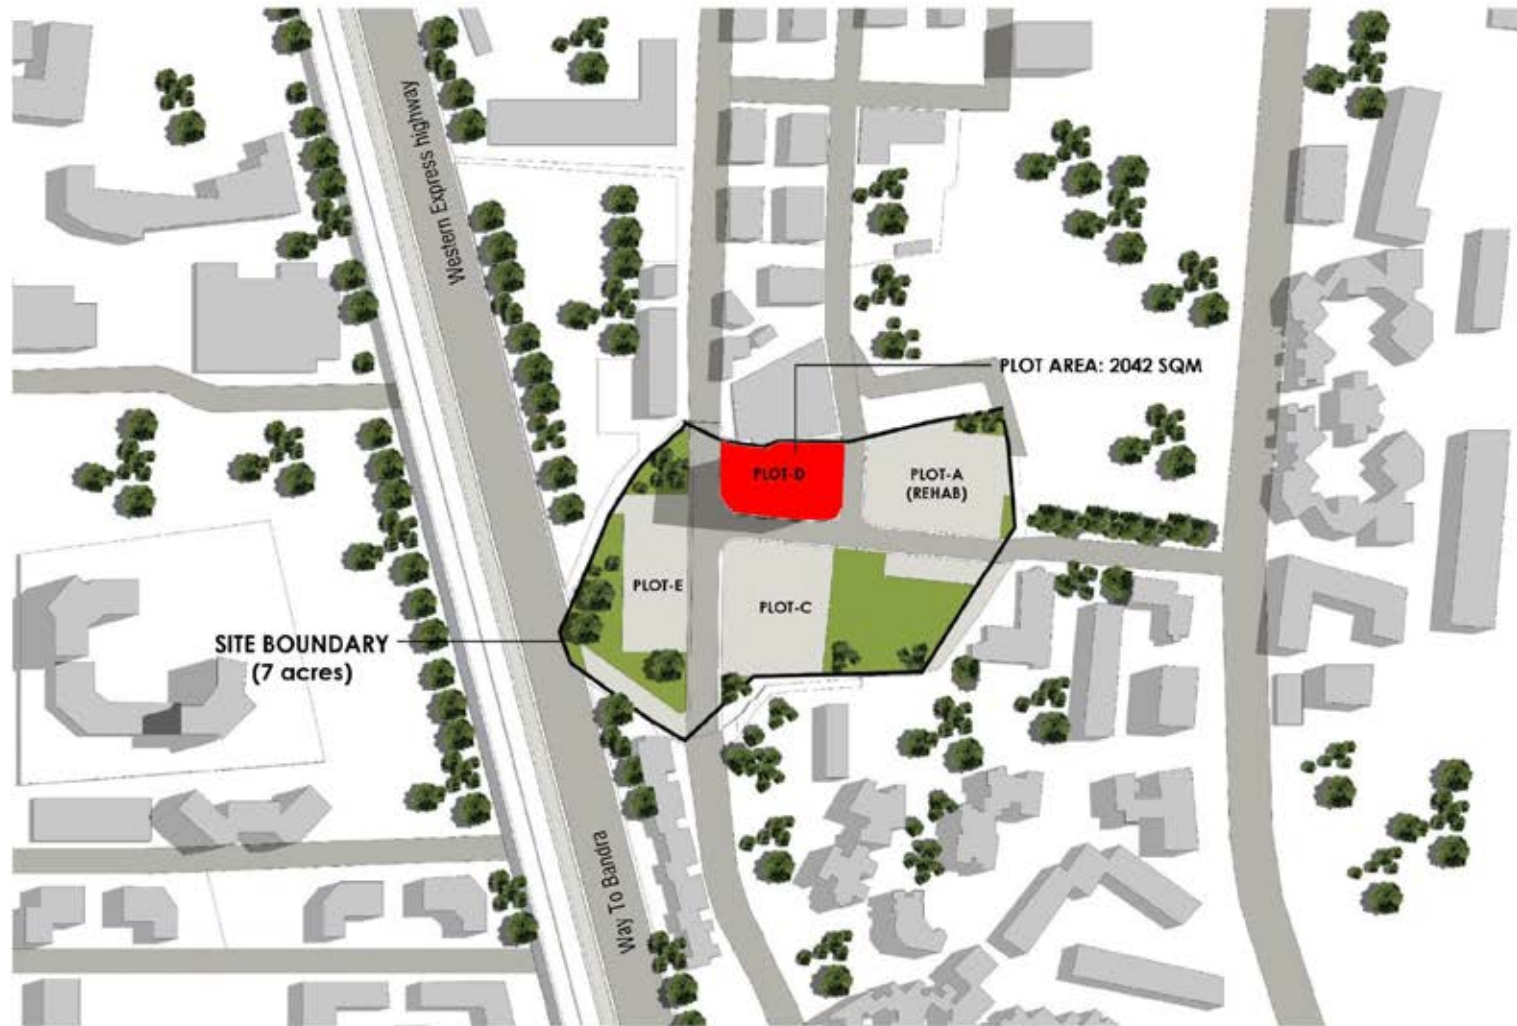 Western Express highway
PLOT AREA: 2042 SQM
PLOT-D
PLOT-A
(REHAB)
PLOT-E
PLOT-C
SITE BOUNDARY
(7 acres)
Way To Bandra